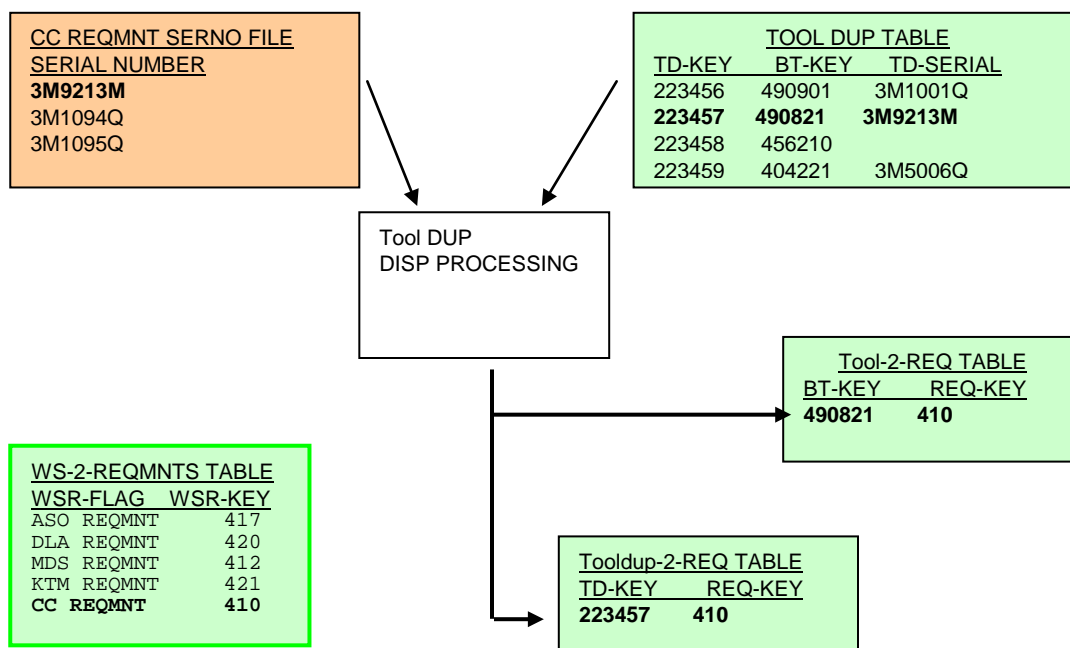 CC REQMNT SERNO FILE
SERIAL NUMBER
3M9213M
3M1094Q
3M1095Q
TOOL DUP TABLE
TD-KEY BT-KEY TD-SERIAL
223456 490901 3M1001Q
223457 490821 3M9213M
223458 456210
223459 404221 3M5006Q
Tool DUP
DISP PROCESSING
Tool-2-REQ TABLE
BT-KEY REQ-KEY
490821 410
WS-2-REQMNTS TABLE
WSR-FLAG WSR-KEY
ASO REQMNT 417
DLA REQMNT 420
MDS REQMNT 412
KTM REQMNT 421
CC REQMNT 410
Tooldup-2-REQ TABLE
TD-KEY REQ-KEY
223457 410